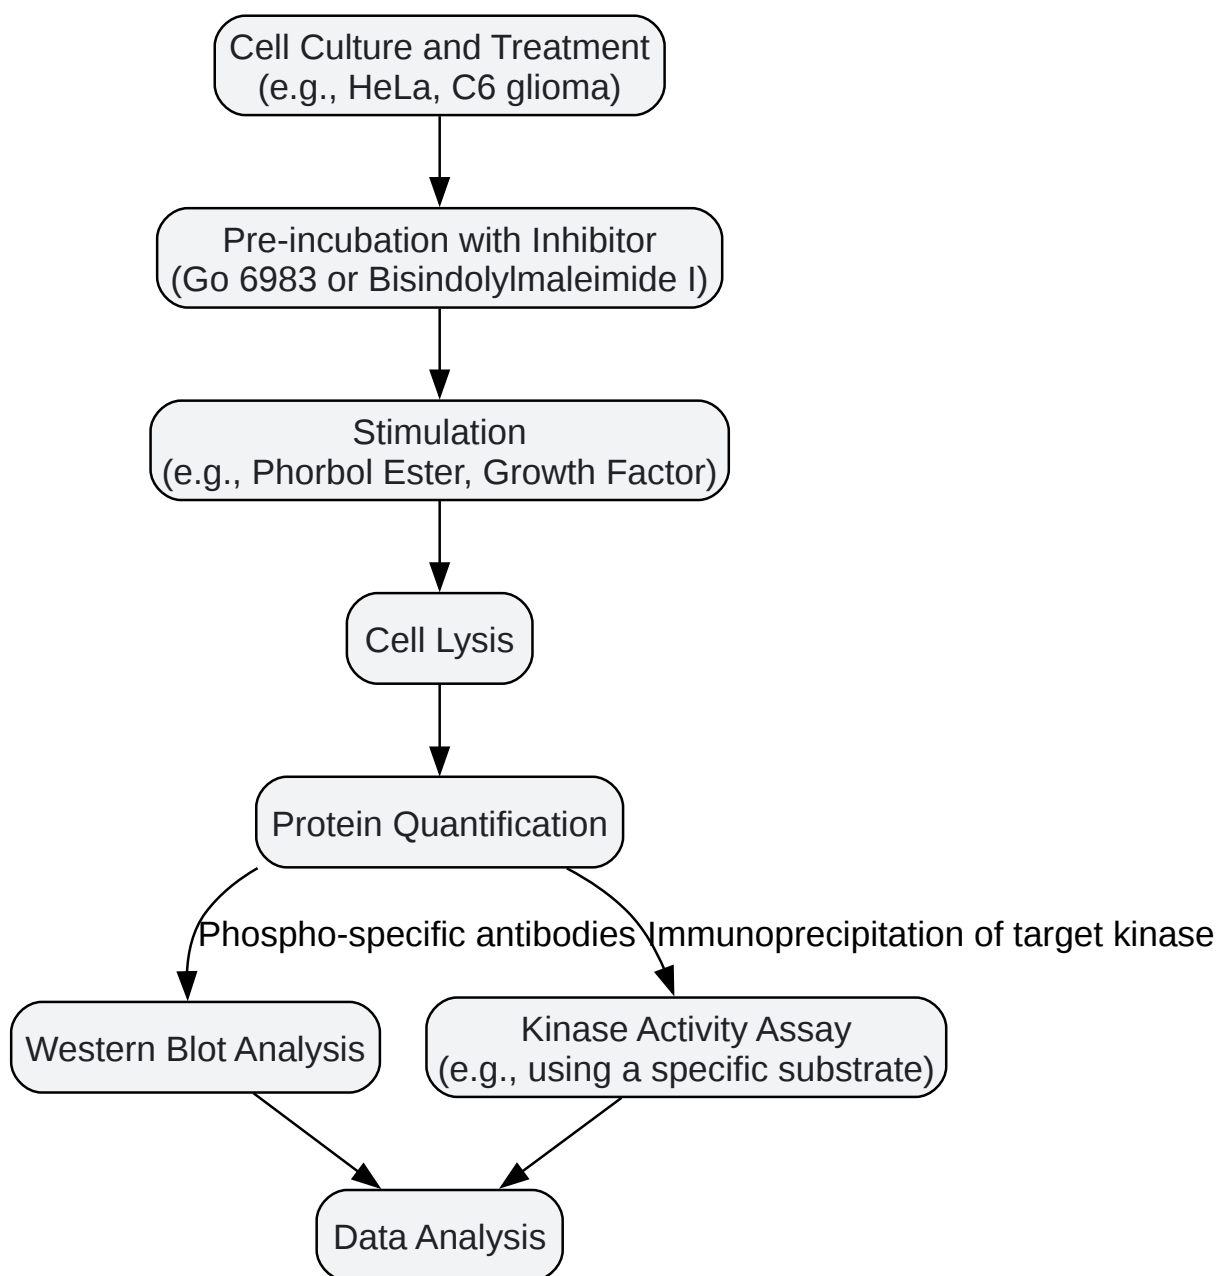 Cell Culture and Treatment
(e.g., HeLa, C6 glioma)
Pre-incubation with Inhibitor
(Go 6983 or Bisindolylmaleimide I)
Stimulation
(e.g., Phorbol Ester, Growth Factor)
Cell Lysis
Protein Quantification
Phospho-specific antibodies
Immunoprecipitation of target kinase
Western Blot Analysis
Kinase Activity Assay
(e.g., using a specific substrate)
Data Analysis